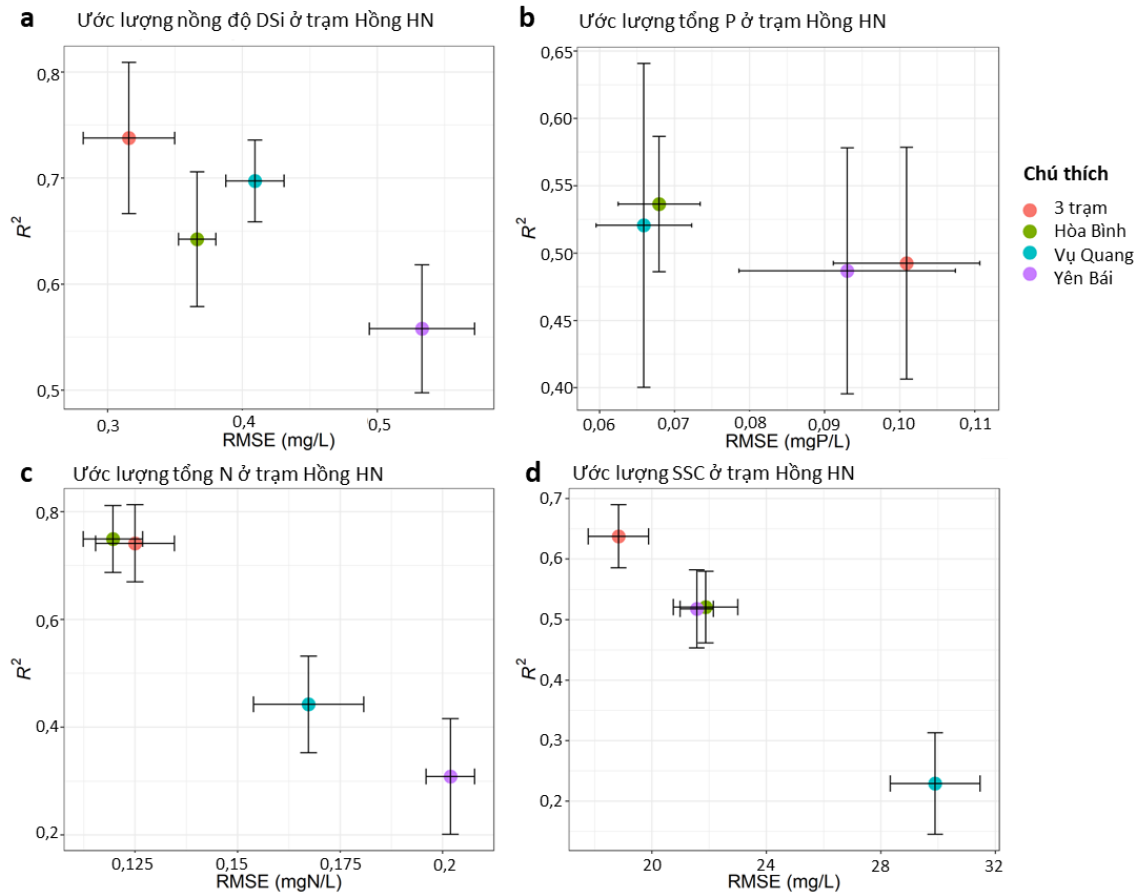 a Ước lượng nồng độ DSi ở trạm Hồng HN
0,8
0,7
0,6
0,5
R²
0,3 0,4 0,5
RMSE (mg/L)
b Ước lượng tổng P ở trạm Hồng HN
0,65
0,60
0,55
0,50
0,45
0,40
R²
0,06 0,07 0,08 0,09 0,10 0,11
RMSE (mgP/L)
Chú thích
3 trạm
Hòa Bình
Vụ Quang
Yên Bái
c Ước lượng tổng N ở trạm Hồng HN
0,8
0,6
0,4
0,2
R²
0,125 0,15 0,175 0,2
RMSE (mgN/L)
d Ước lượng SSC ở trạm Hồng HN
0,7
0,6
0,5
0,4
0,3
0,2
R²
20 24 28 32
RMSE (mg/L)